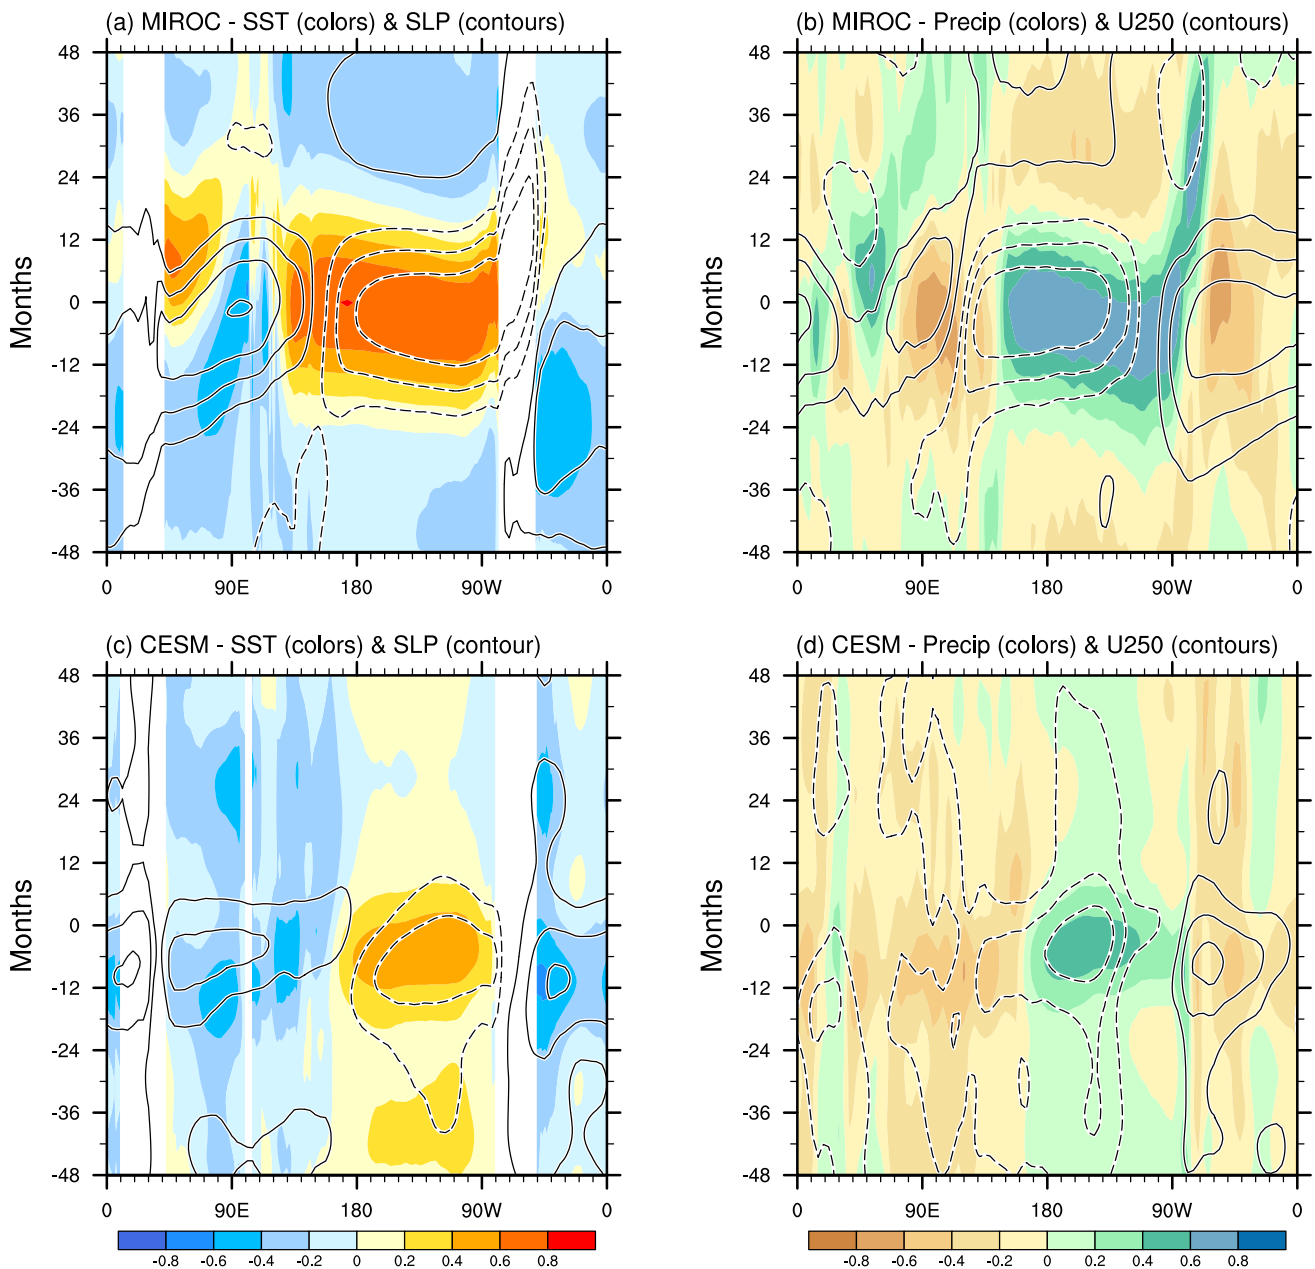 (a) MIROC - SST (colors) & SLP (contours)
48
36
24
12
0
-12
-24
-36
-48
Months
0 90E 180 90W 0
(b) MIROC - Precip (colors) & U250 (contours)
48
36
24
12
0
-12
-24
-36
-48
Months
0 90E 180 90W 0
(c) CESM - SST (colors) & SLP (contour)
48
36
24
12
0
-12
-24
-36
-48
Months
0 90E 180 90W 0
-0.8 -0.6 -0.4 -0.2 0 0.2 0.4 0.6 0.8
(d) CESM - Precip (colors) & U250 (contours)
48
36
24
12
0
-12
-24
-36
-48
Months
0 90E 180 90W 0
-0.8 -0.6 -0.4 -0.2 0 0.2 0.4 0.6 0.8